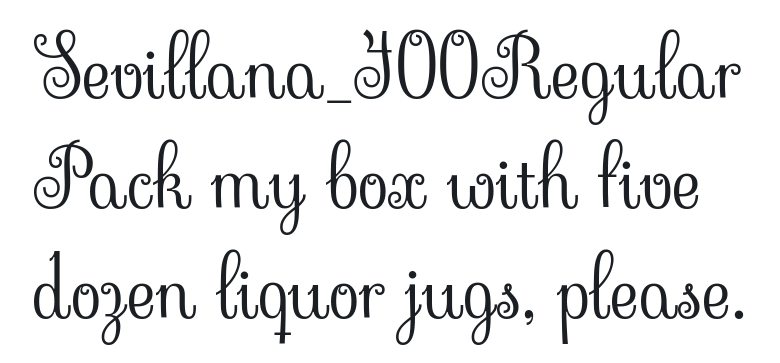 Sevillana_400Regular
Pack my box with five
dozen liquor jugs, please.